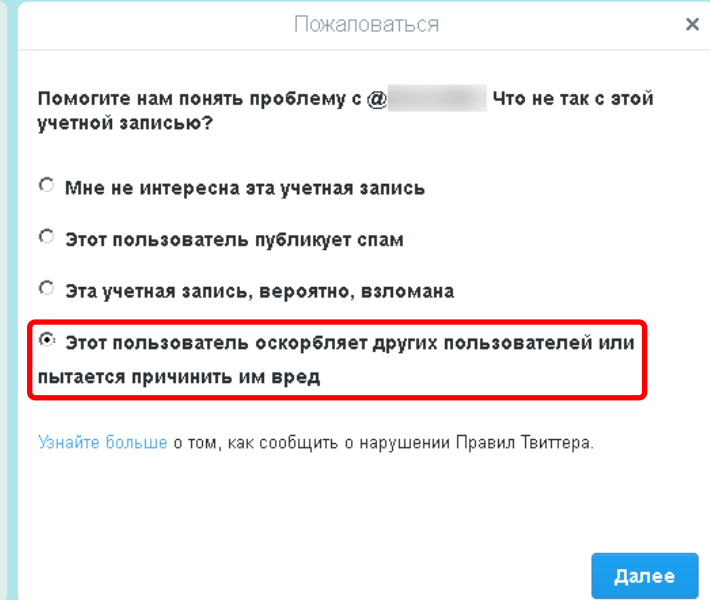 Пожаловаться
Помогите нам понять проблему с @ Что не так с этой
учетной записью?
Мне не интересна эта учетная запись
Этот пользователь публикует спам
Эта учетная запись, вероятно, взломана
Этот пользователь оскорбляет других пользователей или
пытается причинить им вред
Узнайте больше о том, как сообщить о нарушении Правил Твиттера.
Далее